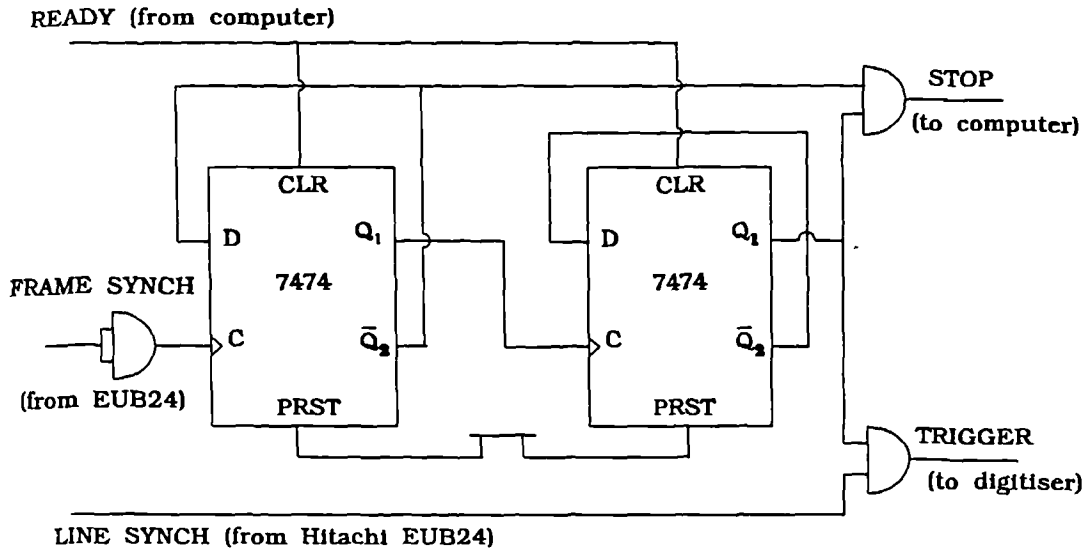 READY (from computer)
STOP
(to computer)
CLR
CLR
D
Q₁
D
Q₁
7474
7474
FRAME SYNCH
C
Q̅₂
C
Q̅₂
(from EUB24)
PRST
PRST
TRIGGER
(to digitiser)
LINE SYNCH (from Hitachi EUB24)